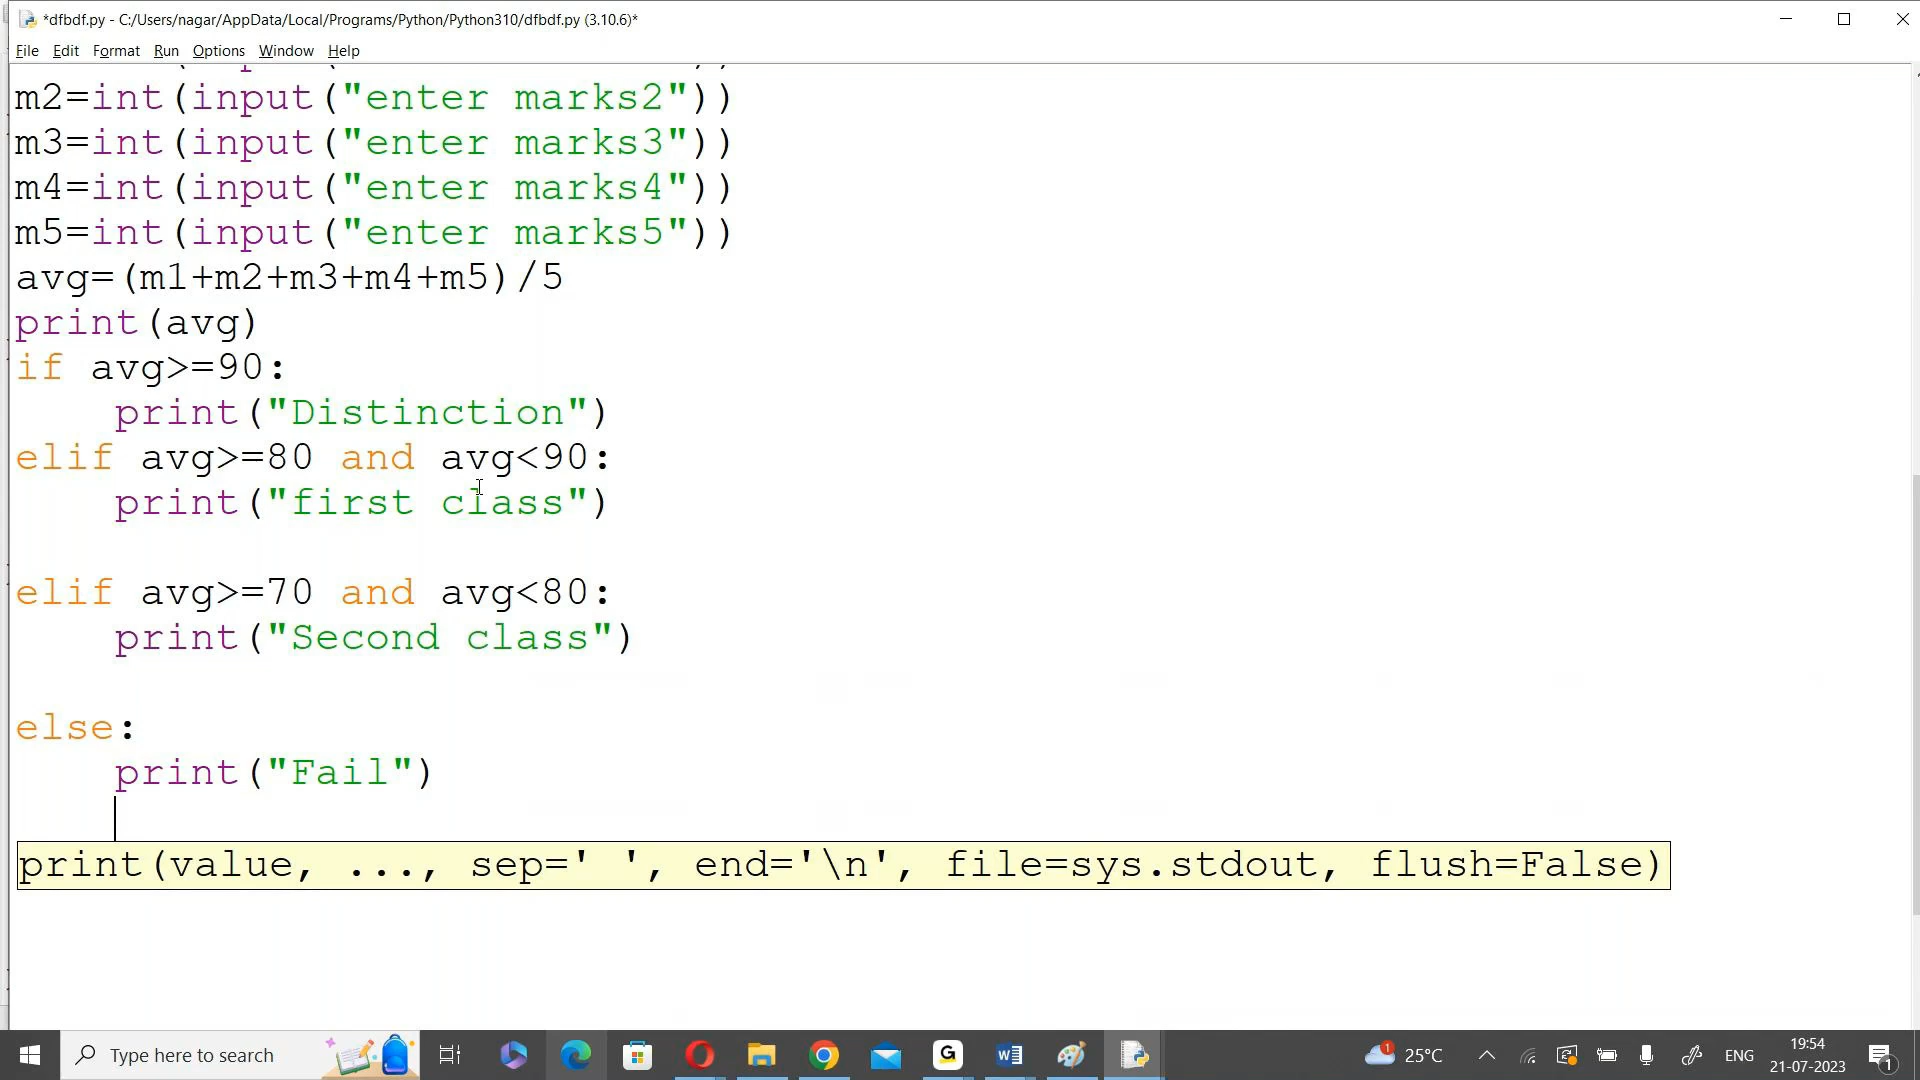 *dfbdf.py - C:/Users/nagar/AppData/Local/Programs/Python/Python310/dfbdf.py (3.10.6)*
File Edit Format Run Options Window Help
m2=int(input("enter marks2"))
m3=int(input("enter marks3"))
m4=int(input("enter marks4"))
m5=int(input("enter marks5"))
avg=(m1+m2+m3+m4+m5)/5
print(avg)
if avg>=90:
    print("Distinction")
elif avg>=80 and avg<90:
    print("first class")
elif avg>=70 and avg<80:
    print("Second class")
else:
    print("Fail")
print(value, ..., sep=' ', end='\n', file=sys.stdout, flush=False)
Type here to search
1 25°C
ENG
19:54
21-07-2023
1